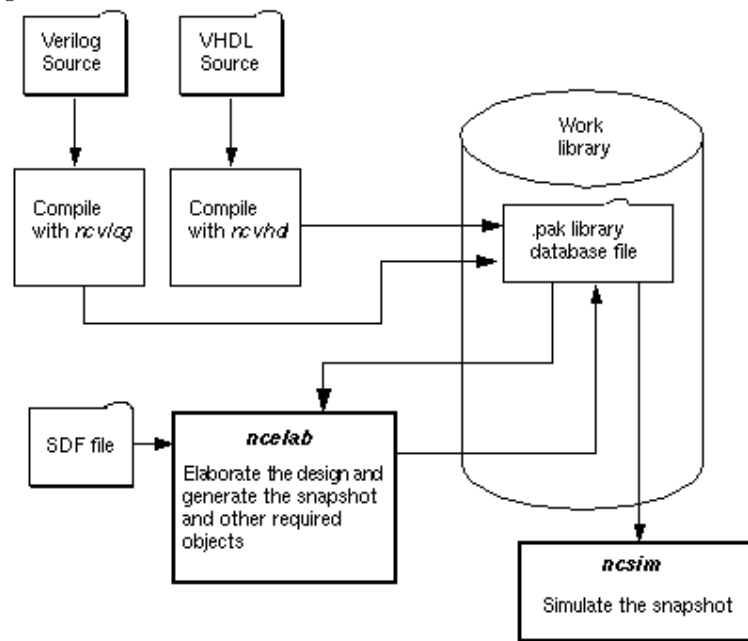 Verilog
Source
VHDL
Source
Work
library
Compile
with ncvlog
Compile
with ncvhdl
.pak library
database file
SDF file
ncelab
Elaborate the design and
generate the snapshot
and other required
objects
ncsim
Simulate the snapshot